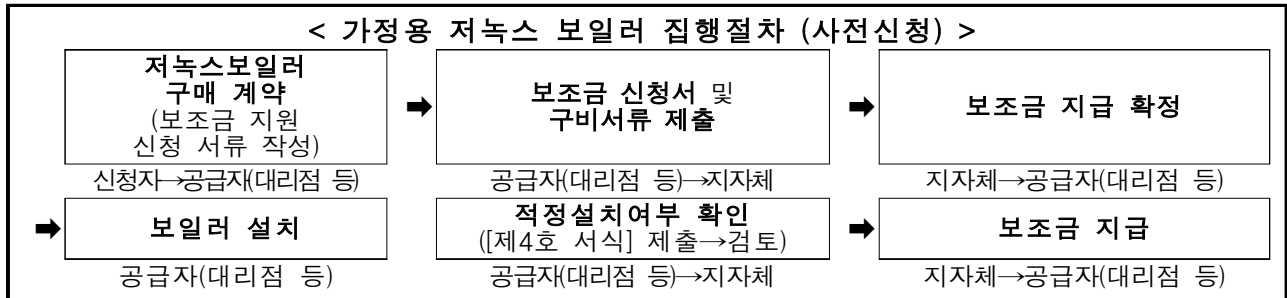 < 가정용 저녹스 보일러 집행절차 (사전신청) >
저녹스보일러
구매 계약
(보조금 지원
신청 서류 작성)
➡
보조금 신청서 및
구비서류 제출
➡
보조금 지급 확정
신청자→공급자(대리점 등)
공급자(대리점 등)→지자체
지자체→공급자(대리점 등)
➡
보일러 설치
적정설치여부 확인
([제4호 서식] 제출→검토)
➡
보조금 지급
공급자(대리점 등)
공급자(대리점 등)→지자체
지자체→공급자(대리점 등)